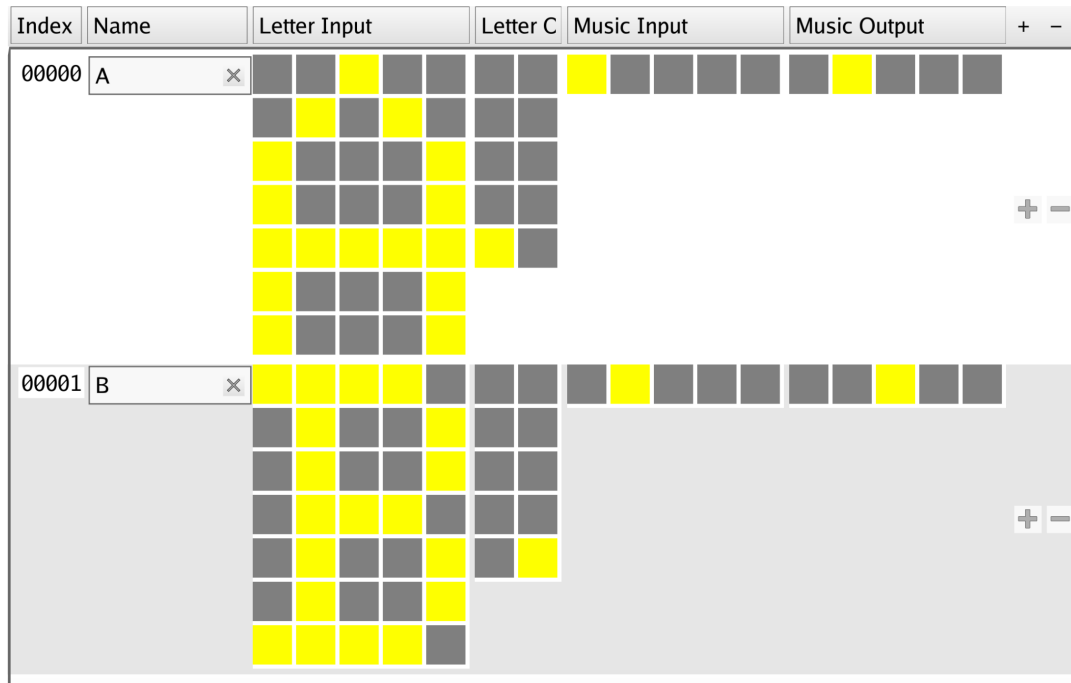 Index Name Letter Input Letter C Music Input Music Output + −
00000 A
00001 B